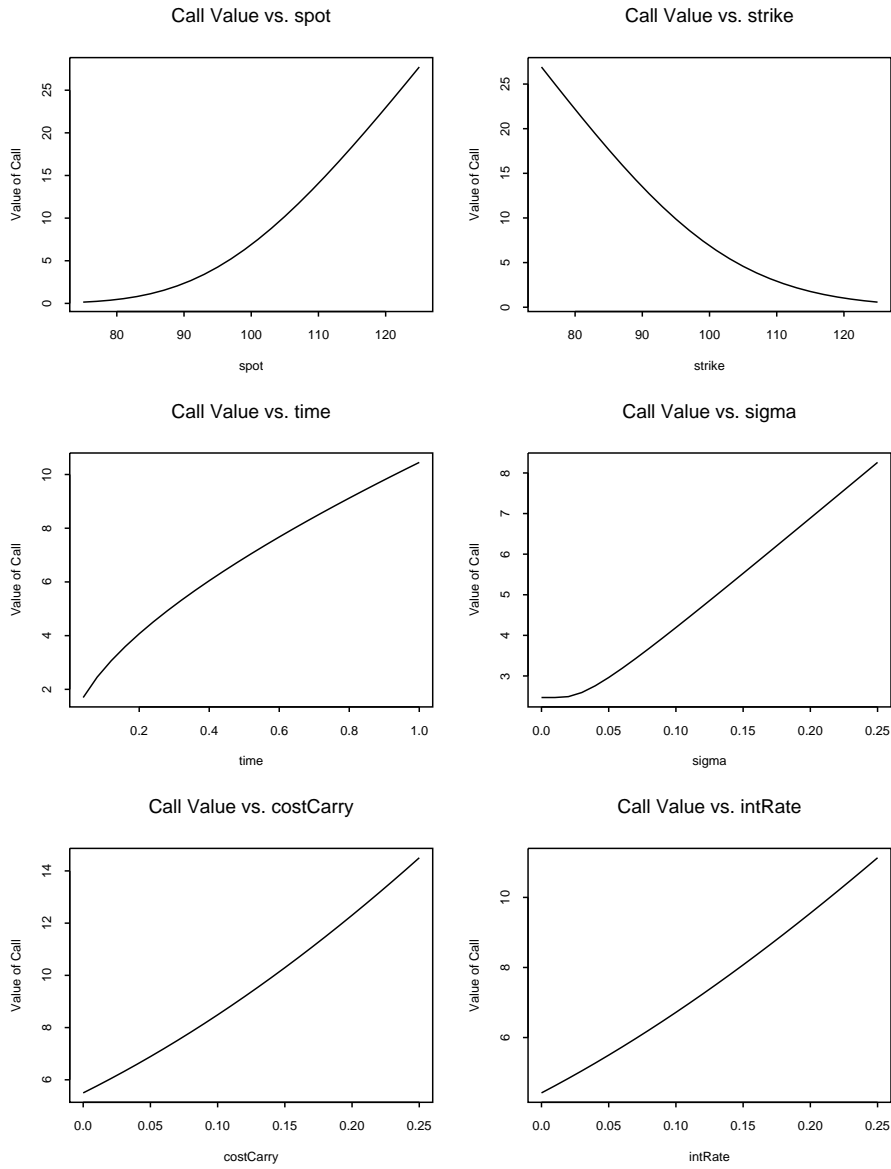 Call Value vs. spot
Value of Call
0 5 10 15 20 25
80 90 100 110 120
spot
Call Value vs. strike
Value of Call
0 5 10 15 20 25
80 90 100 110 120
strike
Call Value vs. time
Value of Call
2 4 6 8 10
0.2 0.4 0.6 0.8 1.0
time
Call Value vs. sigma
Value of Call
3 4 5 6 7 8
0.0 0.05 0.10 0.15 0.20 0.25
sigma
Call Value vs. costCarry
Value of Call
6 8 10 12 14
0.0 0.05 0.10 0.15 0.20 0.25
costCarry
Call Value vs. intRate
Value of Call
6 8 10
0.0 0.05 0.10 0.15 0.20 0.25
intRate